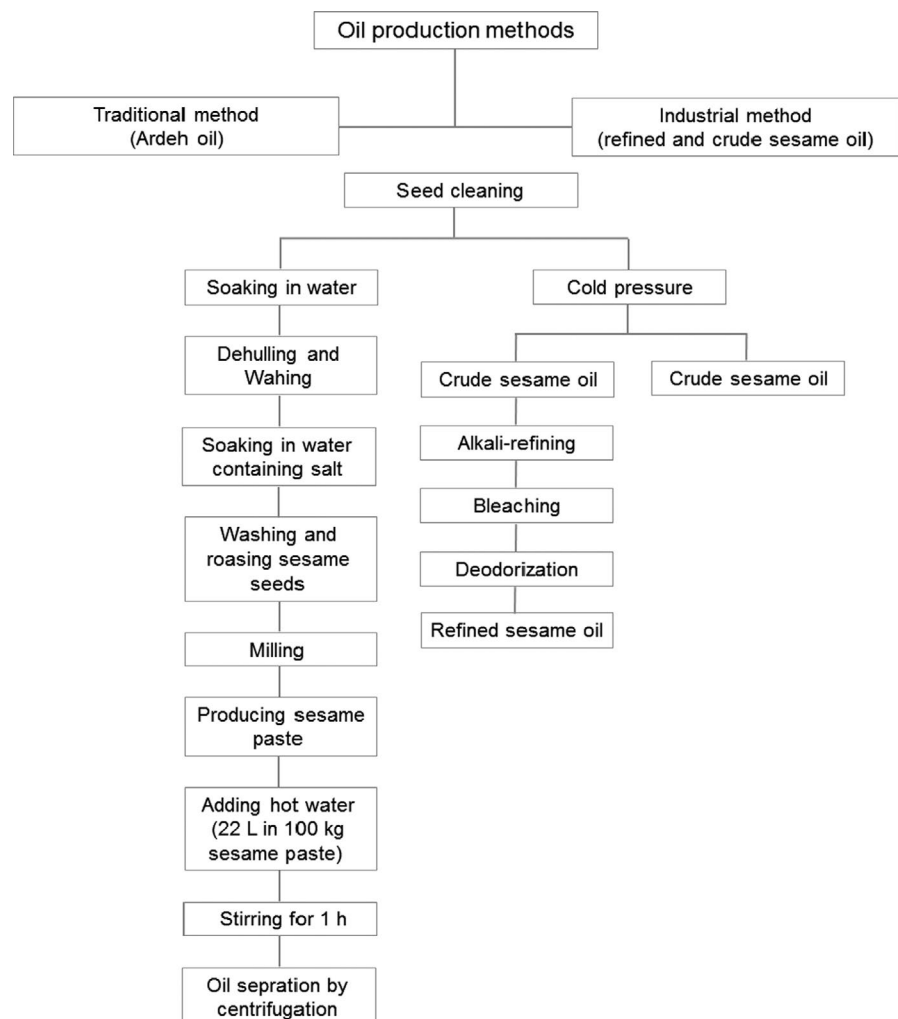 Oil production methods
Traditional method
(Ardeh oil)
Industrial method
(refined and crude sesame oil)
Seed cleaning
Soaking in water
Cold pressure
Dehulling and
Wahing
Crude sesame oil
Crude sesame oil
Soaking in water
containing salt
Alkali-refining
Bleaching
Washing and
roasing sesame
seeds
Deodorization
Refined sesame oil
Milling
Producing sesame
paste
Adding hot water
(22 L in 100 kg
sesame paste)
Stirring for 1 h
Oil sepration by
centrifugation